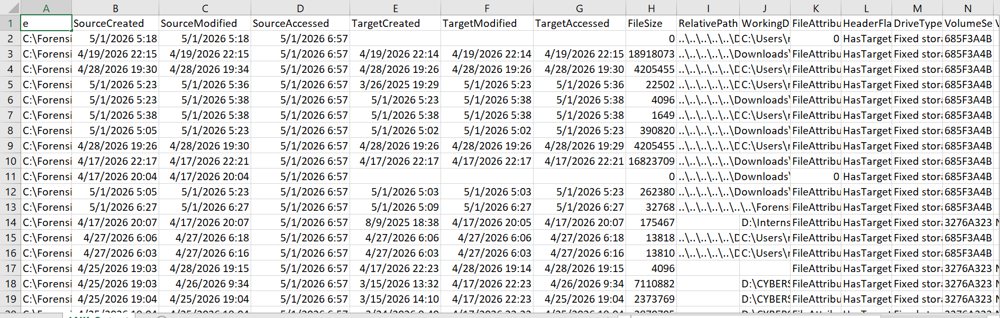 A B C D E F G H I J K L M N
1 e SourceCreated SourceModified SourceAccessed TargetCreated TargetModified TargetAccessed FileSize RelativePath WorkingD FileAttribu HeaderFla DriveType VolumeSe V
2 C:\Forensi 5/1/2026 5:18 5/1/2026 5:18 5/1/2026 6:57 0 ..\..\..\..\..\D C:\Users\r 0 HasTarget Fixed stor 685F3A4B
3 C:\Forensi 4/19/2026 22:15 4/19/2026 22:15 5/1/2026 6:57 4/19/2026 22:14 4/19/2026 22:14 4/19/2026 22:15 18918073 ..\..\..\..\..\Downloads\ FileAttribu HasTarget Fixed stor 685F3A4B
4 C:\Forensi 4/28/2026 19:30 4/28/2026 19:34 5/1/2026 6:57 4/28/2026 19:26 4/28/2026 19:26 4/28/2026 19:30 4205455 ..\..\..\..\..\D C:\Users\r FileAttribu HasTarget Fixed stor 685F3A4B
5 C:\Forensi 5/1/2026 5:23 5/1/2026 5:36 5/1/2026 6:57 3/26/2025 19:29 5/1/2026 5:23 5/1/2026 5:36 22502 ..\..\..\..\..\D C:\Users\r FileAttribu HasTarget Fixed stor 685F3A4B
6 C:\Forensi 5/1/2026 5:23 5/1/2026 5:38 5/1/2026 6:57 5/1/2026 5:23 5/1/2026 5:38 5/1/2026 5:38 4096 ..\..\..\..\..\Downloads\ FileAttribu HasTarget Fixed stor 685F3A4B
7 C:\Forensi 5/1/2026 5:38 5/1/2026 5:38 5/1/2026 6:57 5/1/2026 5:38 5/1/2026 5:38 5/1/2026 5:38 1649 ..\..\..\..\..\D C:\Users\r FileAttribu HasTarget Fixed stor 685F3A4B
8 C:\Forensi 5/1/2026 5:05 5/1/2026 5:23 5/1/2026 6:57 5/1/2026 5:02 5/1/2026 5:02 5/1/2026 5:23 390820 ..\..\..\..\..\Downloads\ FileAttribu HasTarget Fixed stor 685F3A4B
9 C:\Forensi 4/28/2026 19:26 4/28/2026 19:30 5/1/2026 6:57 4/28/2026 19:26 4/28/2026 19:26 4/28/2026 19:29 4205455 ..\..\..\..\..\D C:\Users\r FileAttribu HasTarget Fixed stor 685F3A4B
10 C:\Forensi 4/17/2026 22:17 4/17/2026 22:21 5/1/2026 6:57 4/17/2026 22:17 4/17/2026 22:17 4/17/2026 22:21 16823709 ..\..\..\..\..\Downloads\ FileAttribu HasTarget Fixed stor 685F3A4B
11 C:\Forensi 4/17/2026 20:04 4/17/2026 20:04 5/1/2026 6:57 0 ..\..\..\..\..\Downloads\ 0 HasTarget Fixed stor 685F3A4B
12 C:\Forensi 5/1/2026 5:05 5/1/2026 5:23 5/1/2026 6:57 5/1/2026 5:03 5/1/2026 5:03 5/1/2026 5:23 262380 ..\..\..\..\..\Downloads\ FileAttribu HasTarget Fixed stor 685F3A4B
13 C:\Forensi 5/1/2026 6:27 5/1/2026 6:27 5/1/2026 6:57 5/1/2026 5:09 5/1/2026 6:27 5/1/2026 6:27 32768 ..\..\..\..\..\..\Forensi FileAttribu HasTarget Fixed stor 685F3A4B
14 C:\Forensi 4/17/2026 20:07 4/17/2026 20:07 5/1/2026 6:57 8/9/2025 18:38 4/17/2026 20:05 4/17/2026 20:07 175467 D:\Interns FileAttribu HasTarget Fixed stor 3276A323 N
15 C:\Forensi 4/27/2026 6:06 4/27/2026 6:18 5/1/2026 6:57 4/27/2026 6:06 4/27/2026 6:06 4/27/2026 6:18 13818 ..\..\..\..\..\D C:\Users\r FileAttribu HasTarget Fixed stor 685F3A4B
16 C:\Forensi 4/27/2026 6:03 4/27/2026 6:16 5/1/2026 6:57 4/27/2026 6:03 4/27/2026 6:03 4/27/2026 6:16 13810 ..\..\..\..\..\D C:\Users\r FileAttribu HasTarget Fixed stor 685F3A4B
17 C:\Forensi 4/25/2026 19:03 4/28/2026 19:15 5/1/2026 6:57 4/17/2026 22:23 4/28/2026 19:14 4/28/2026 19:15 4096 FileAttribu HasTarget Fixed stor 3276A323 N
18 C:\Forensi 4/25/2026 19:03 4/26/2026 9:34 5/1/2026 6:57 3/15/2026 13:32 4/17/2026 22:23 4/26/2026 9:34 7110882 D:\CYBERS FileAttribu HasTarget Fixed stor 3276A323 N
19 C:\Forensi 4/25/2026 19:04 4/25/2026 19:04 5/1/2026 6:57 3/15/2026 14:10 4/17/2026 22:23 4/25/2026 19:04 2373769 D:\CYBERS FileAttribu HasTarget Fixed stor 3276A323 N